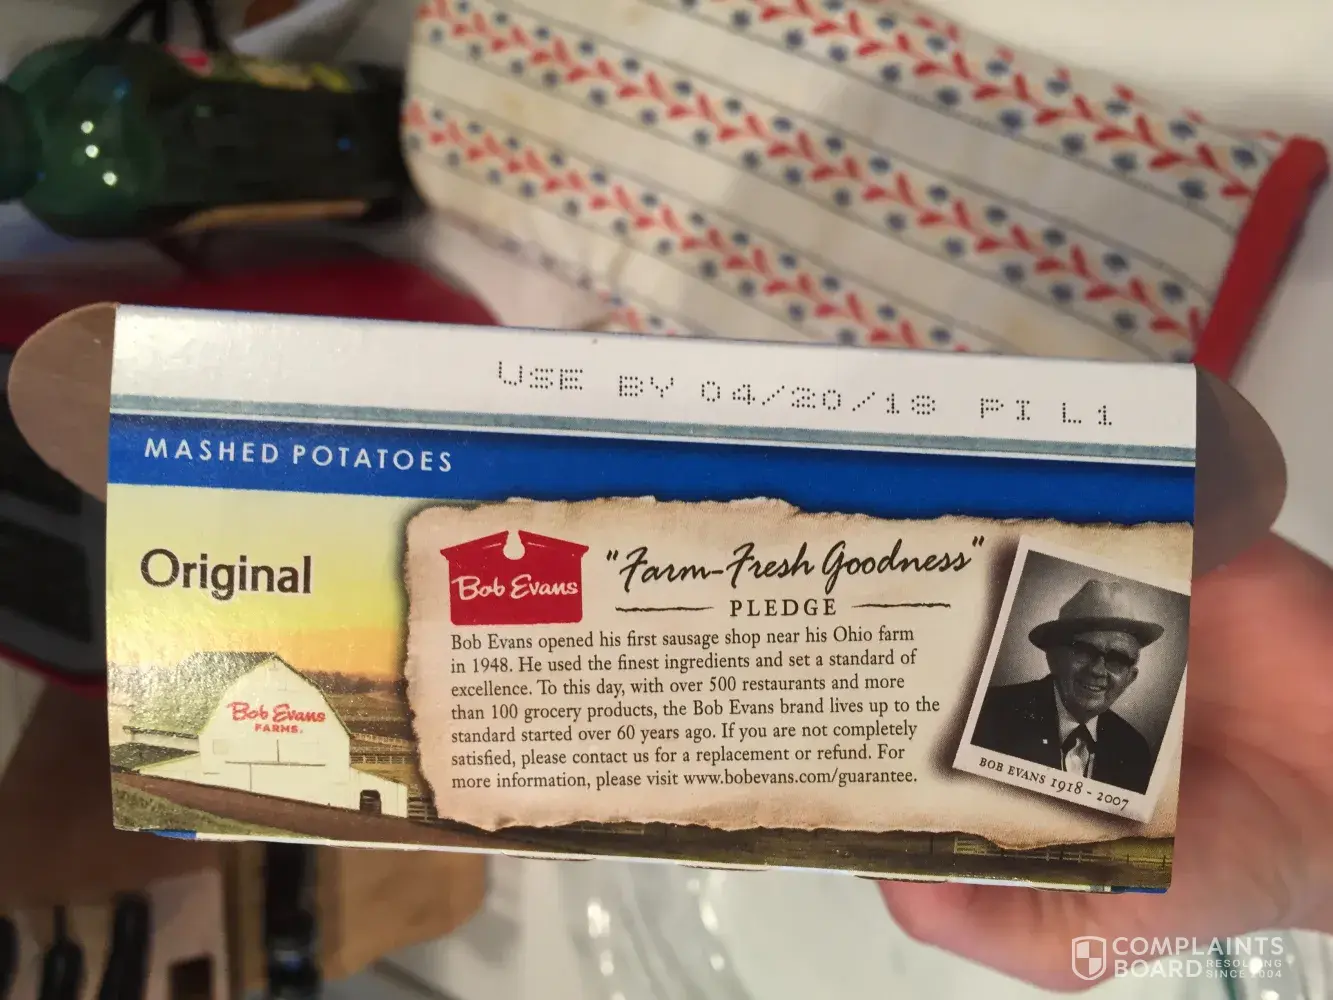 USE BY 04/20/18 PI L1
MASHED POTATOES
Original
Bob Evans
FARMS.
Bob Evans
"Farm-Fresh Goodness"
PLEDGE
Bob Evans opened his first sausage shop near his Ohio farm
in 1948. He used the finest ingredients and set a standard of
excellence. To this day, with over 500 restaurants and more
than 100 grocery products, the Bob Evans brand lives up to the
standard started over 60 years ago. If you are not completely
satisfied, please contact us for a replacement or refund. For
more information, please visit www.bobevans.com/guarantee.
BOB EVANS 1918 - 2007
COMPLAINTS
BOARD RESOLVING
SINCE 2004